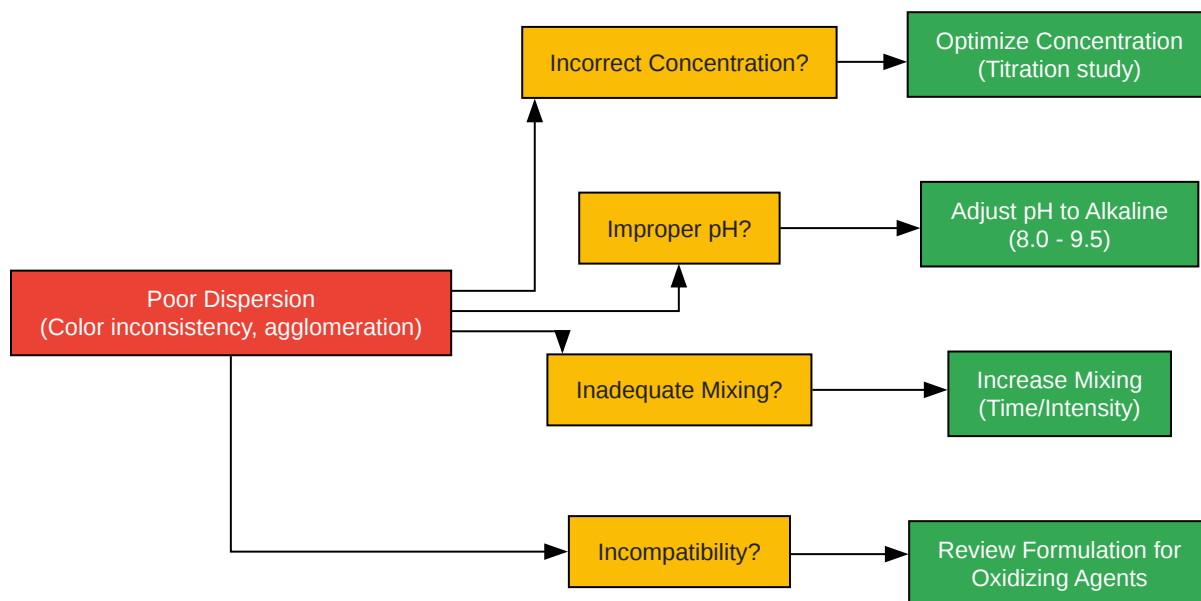 Poor Dispersion
(Color inconsistency, agglomeration)
Incorrect Concentration?
Optimize Concentration
(Titration study)
Improper pH?
Adjust pH to Alkaline
(8.0 - 9.5)
Inadequate Mixing?
Increase Mixing
(Time/Intensity)
Incompatibility?
Review Formulation for
Oxidizing Agents